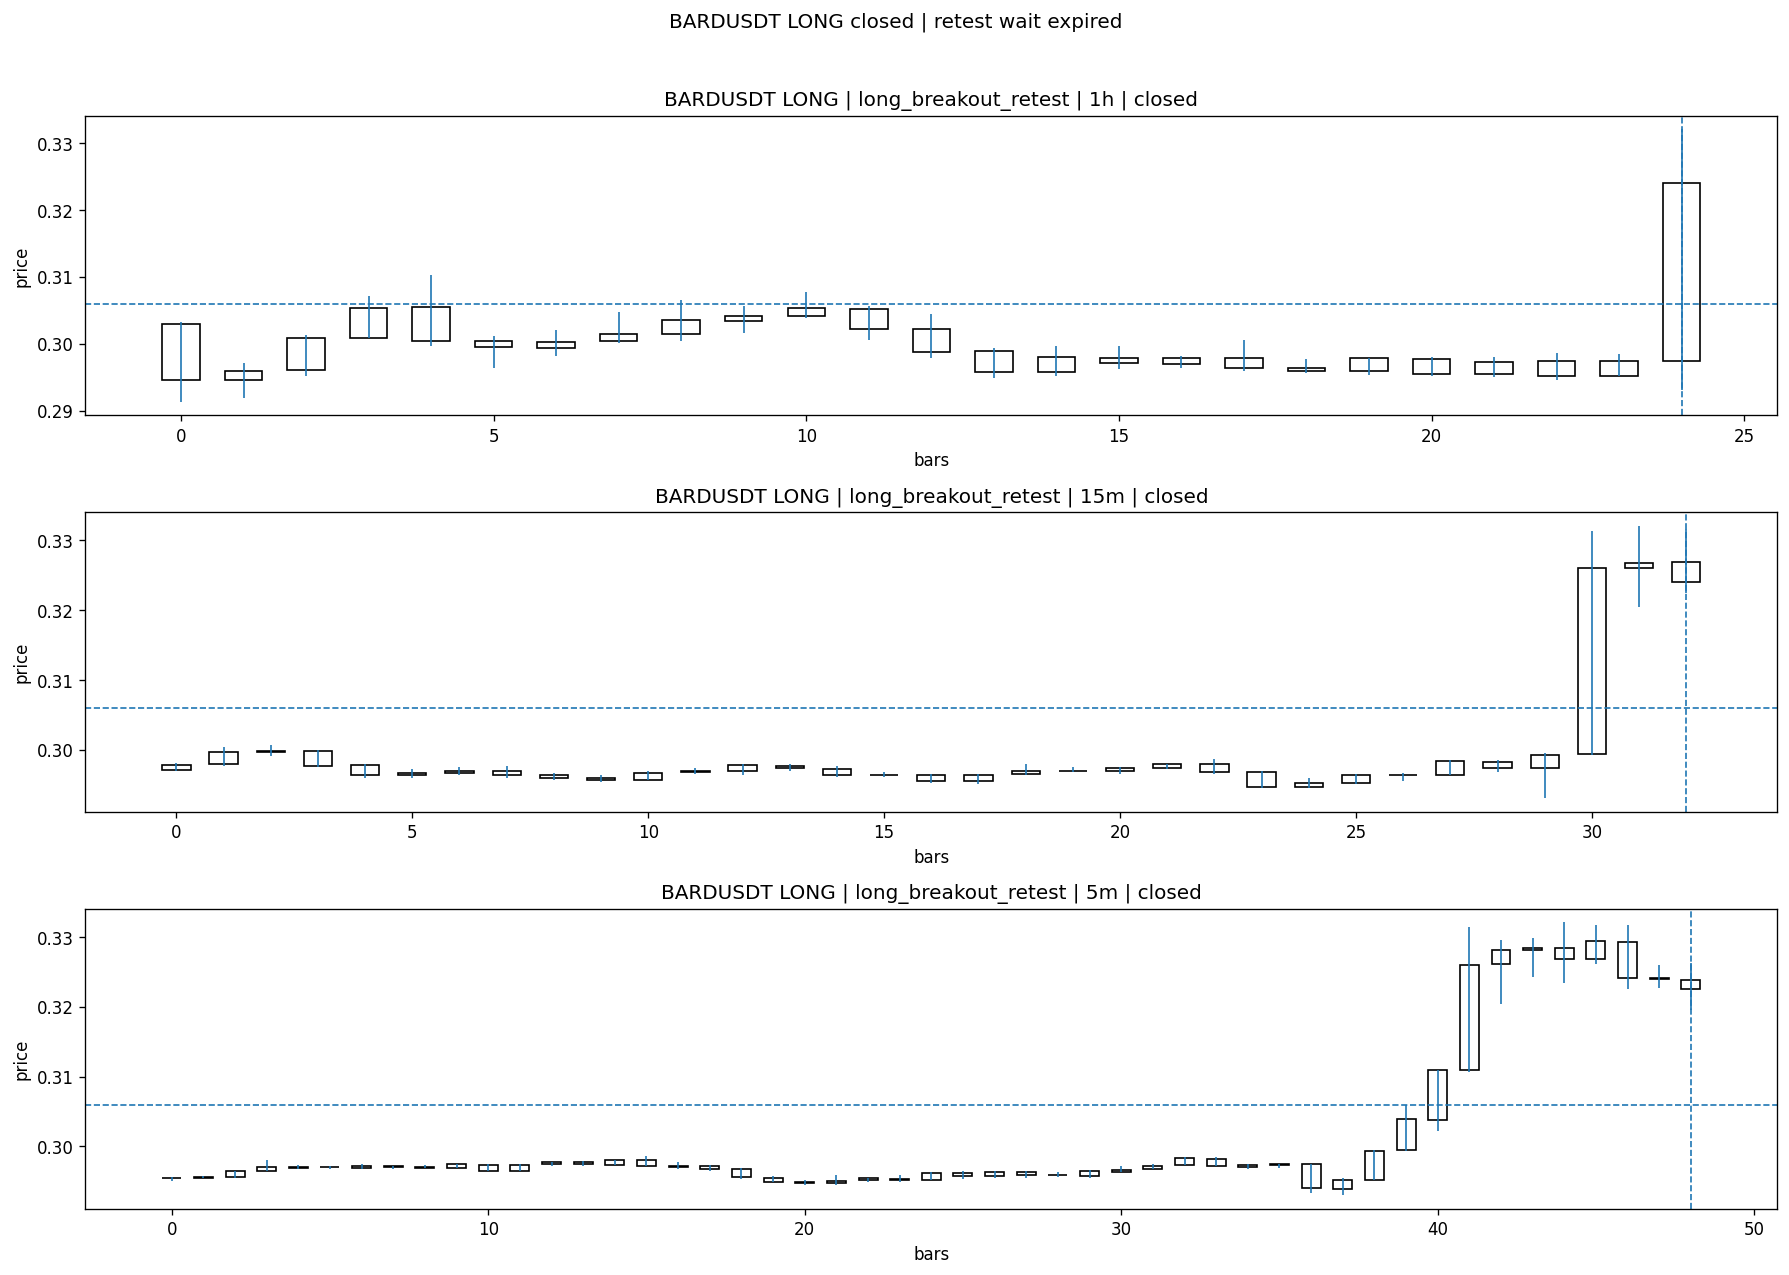 BARDUSDT LONG closed | retest wait expired
BARDUSDT LONG | long_breakout_retest | 1h | closed
price
0.33
0.32
0.31
0.30
0.29
0 5 10 15 20 25
bars
BARDUSDT LONG | long_breakout_retest | 15m | closed
price
0.33
0.32
0.31
0.30
0 5 10 15 20 25 30
bars
BARDUSDT LONG | long_breakout_retest | 5m | closed
price
0.33
0.32
0.31
0.30
0 10 20 30 40 50
bars